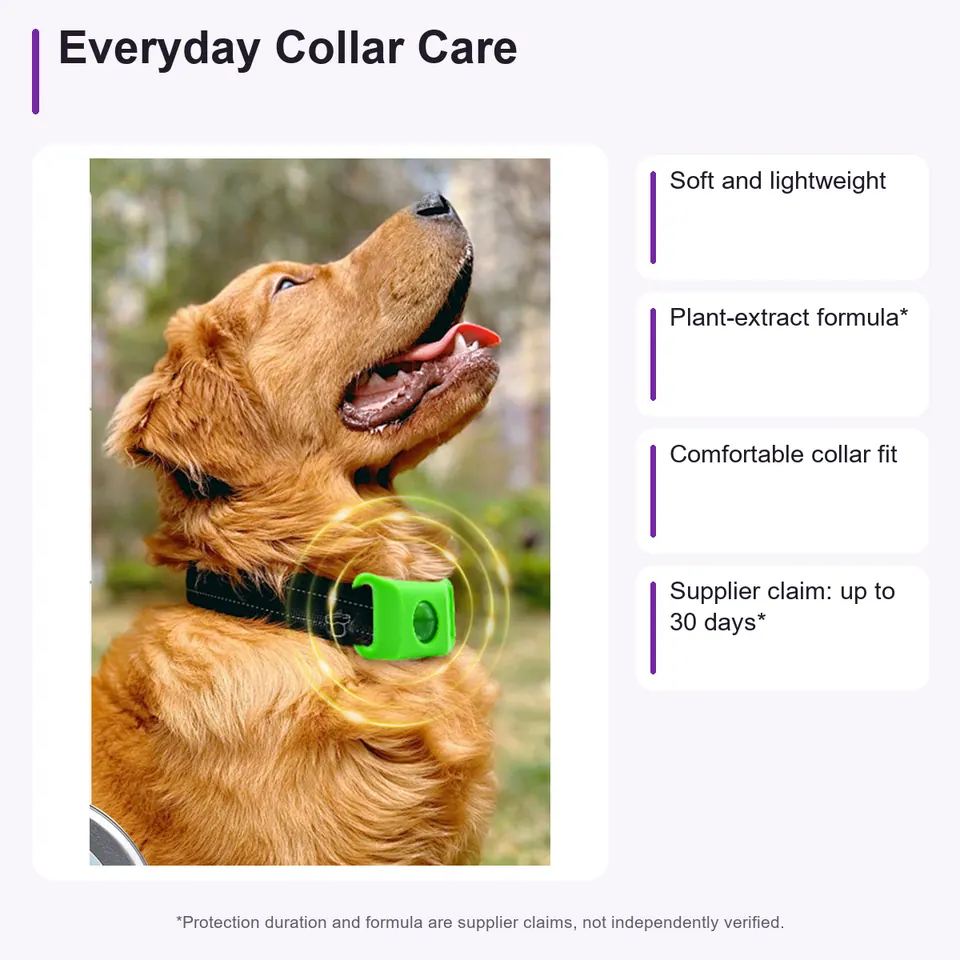 Everyday Collar Care
Soft and lightweight
Plant-extract formula*
Comfortable collar fit
Supplier claim: up to
30 days*
*Protection duration and formula are supplier claims, not independently verified.